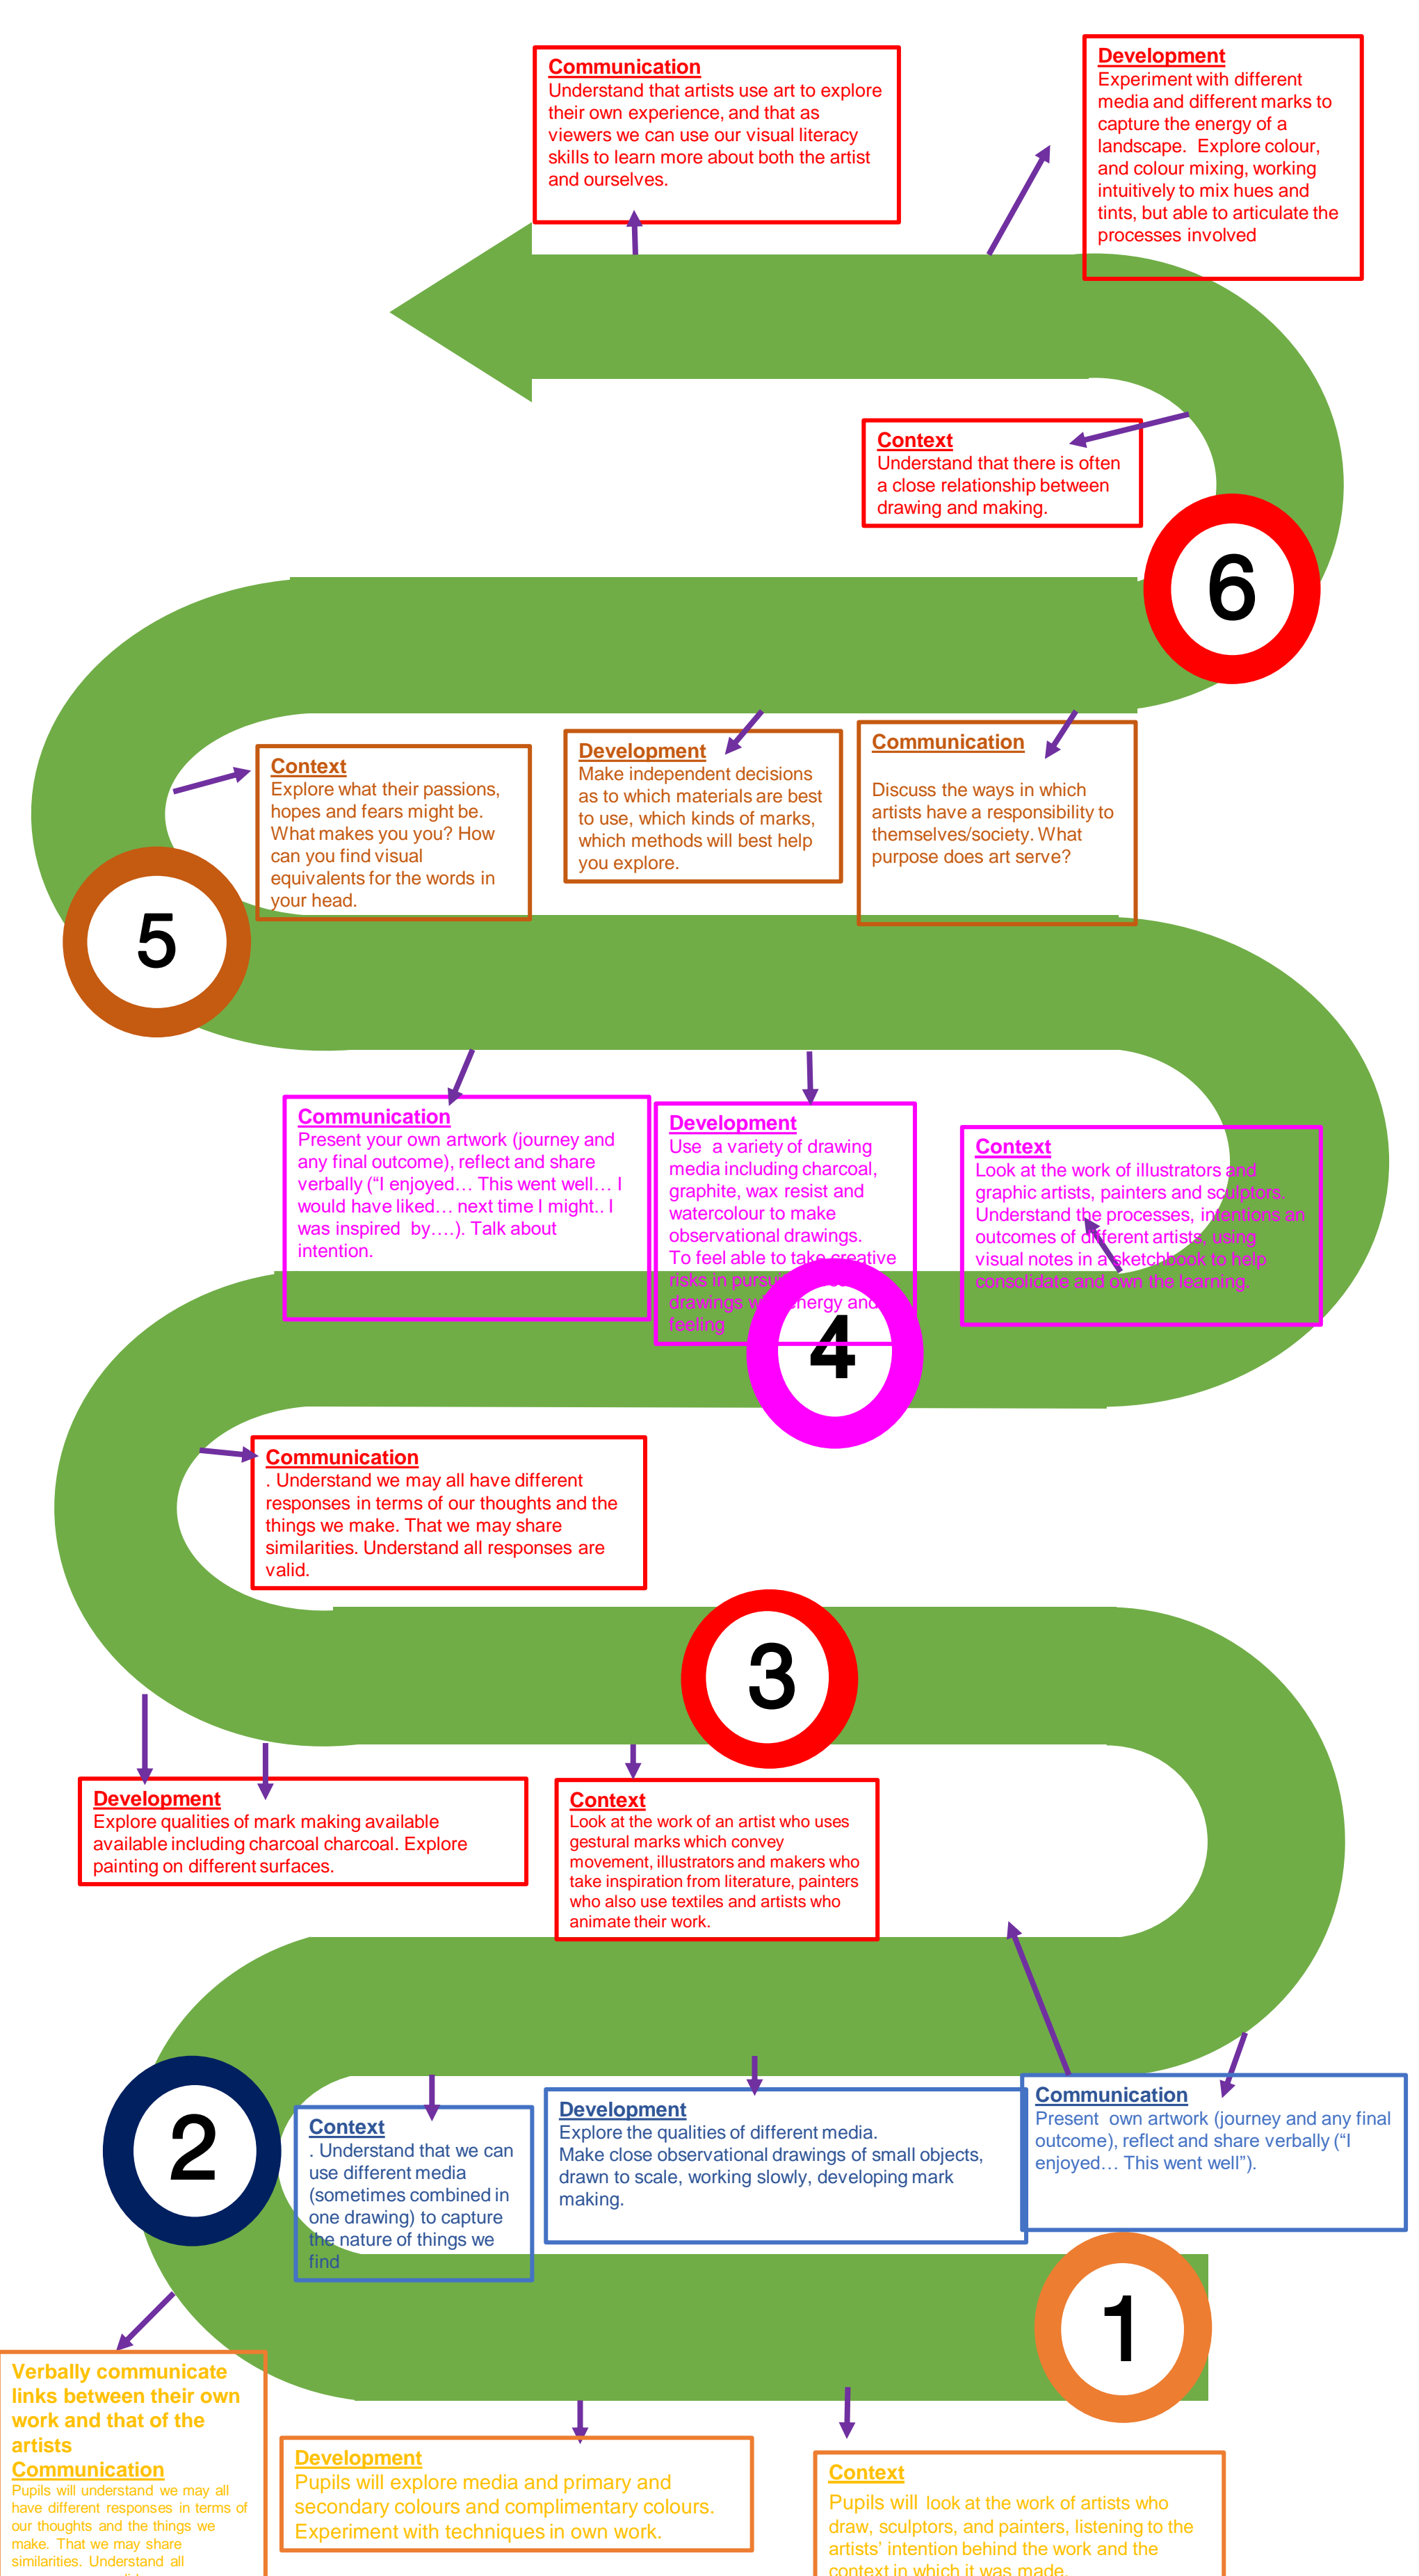 Communication
Understand that artists use art to explore
their own experience, and that as
viewers we can use our visual literacy
skills to learn more about both the artist
and ourselves.
Development
Experiment with different
media and different marks to
capture the energy of a
landscape. Explore colour,
and colour mixing, working
intuitively to mix hues and
tints, but able to articulate the
processes involved
Context
Understand that there is often
a close relationship between
drawing and making.
6
Context
Explore what their passions,
hopes and fears might be.
What makes you you? How
can you find visual
equivalents for the words in
your head.
Development
Make independent decisions
as to which materials are best
to use, which kinds of marks,
which methods will best help
you explore.
Communication
Discuss the ways in which
artists have a responsibility to
themselves/society. What
purpose does art serve?
5
Communication
Present your own artwork (journey and
any final outcome), reflect and share
verbally (“I enjoyed… This went well… I
would have liked… next time I might.. I
was inspired by….). Talk about
intention.
Development
Use a variety of drawing
media including charcoal,
graphite, wax resist and
watercolour to make
observational drawings.
To feel able to take creative
risks in
drawings energy and
feeling
Context
Look at the work of illustrators and
graphic artists, painters and sculptors.
Understand the processes, intentions an
outcomes of different artists, using
visual notes in a sketchbook to help
consolidate and own the learning.
4
Communication
. Understand we may all have different
responses in terms of our thoughts and the
things we make. That we may share
similarities. Understand all responses are
valid.
3
Development
Explore qualities of mark making available
available including charcoal charcoal. Explore
painting on different surfaces.
Context
Look at the work of an artist who uses
gestural marks which convey
movement, illustrators and makers who
take inspiration from literature, painters
who also use textiles and artists who
animate their work.
2
Context
. Understand that we can
use different media
(sometimes combined in
one drawing) to capture
the nature of things we
find
Development
Explore the qualities of different media.
Make close observational drawings of small objects,
drawn to scale, working slowly, developing mark
making.
Communication
Present own artwork (journey and any final
outcome), reflect and share verbally (“I
enjoyed… This went well”).
1
Verbally communicate
links between their own
work and that of the
artists
Communication
Pupils will understand we may all
have different responses in terms of
our thoughts and the things we
make. That we may share
similarities. Understand all
Development
Pupils will explore media and primary and
secondary colours and complimentary colours.
Experiment with techniques in own work.
Context
Pupils will look at the work of artists who
draw, sculptors, and painters, listening to the
artists’ intention behind the work and the
context in which it was made.